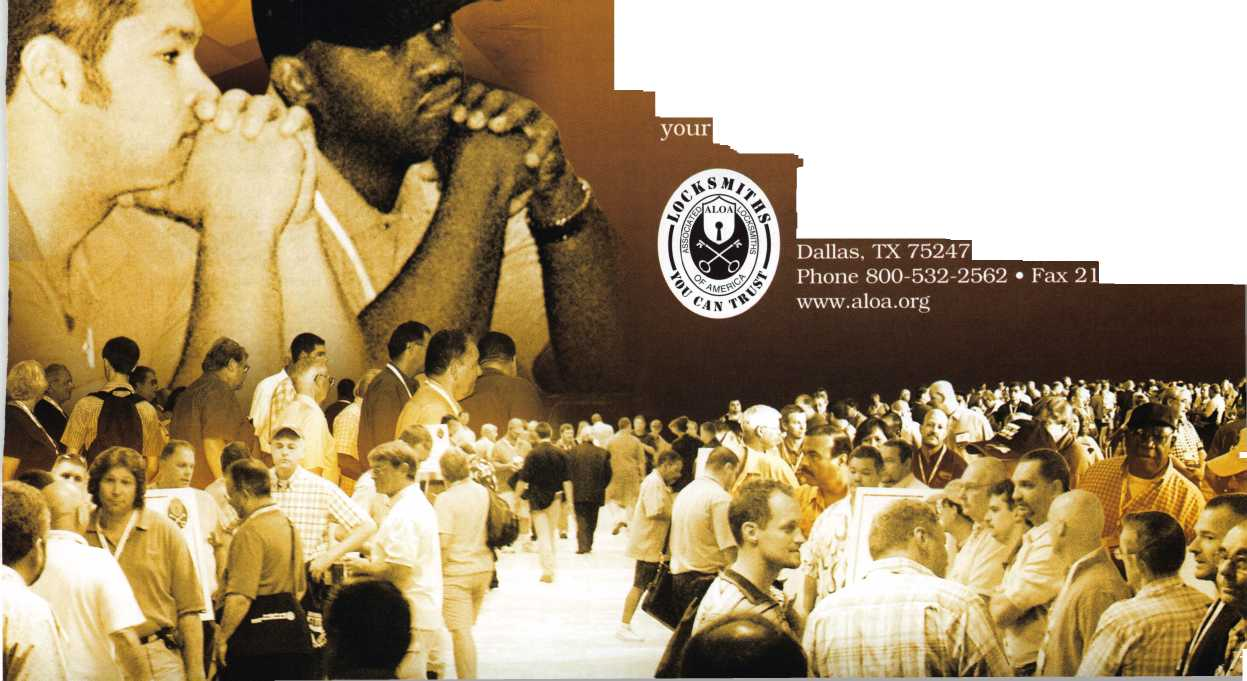 your
LOCKSMITHS
ALOA
ASSOCIATED LOCKSMITHS
OF AMERICA
YOU CAN TRUST
Dallas, TX 75247
Phone 800-532-2562 • Fax 21
www.aloa.org